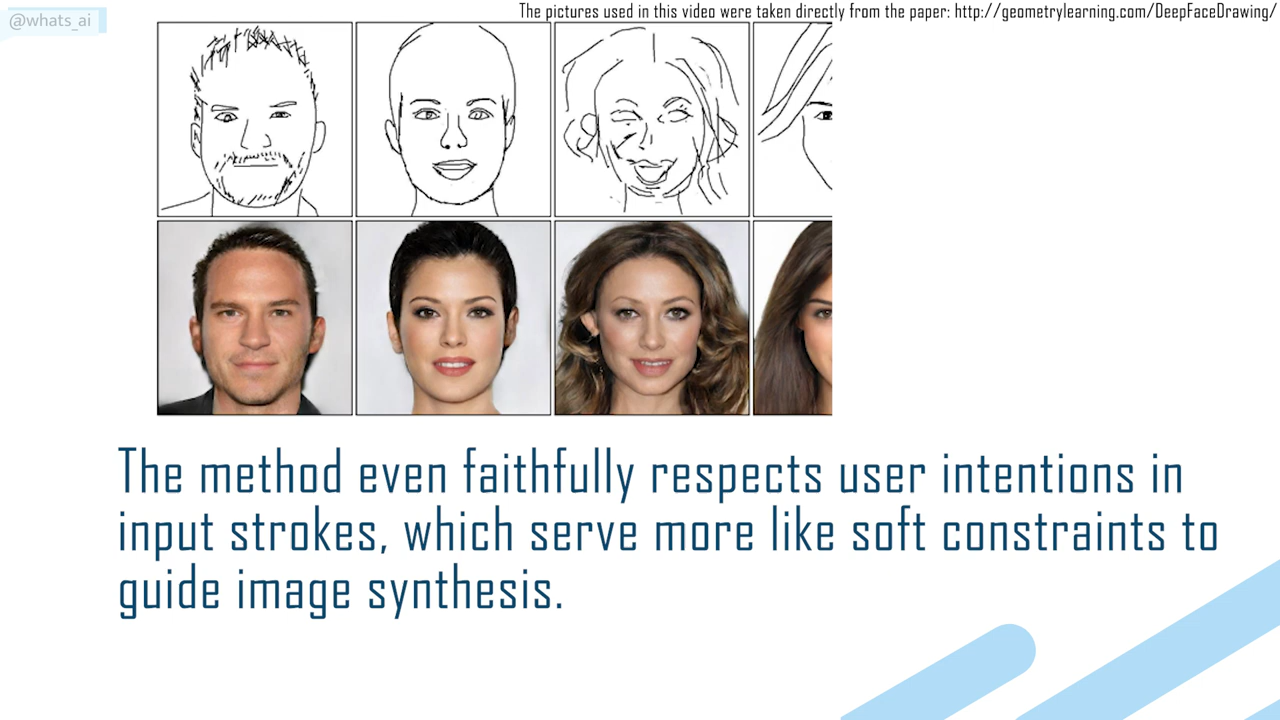 @whats_ai
The pictures used in this video were taken directly from the paper: http://geometrylearning.com/DeepFaceDrawing/
The method even faithfully respects user intentions in
input strokes, which serve more like soft constraints to
guide image synthesis.